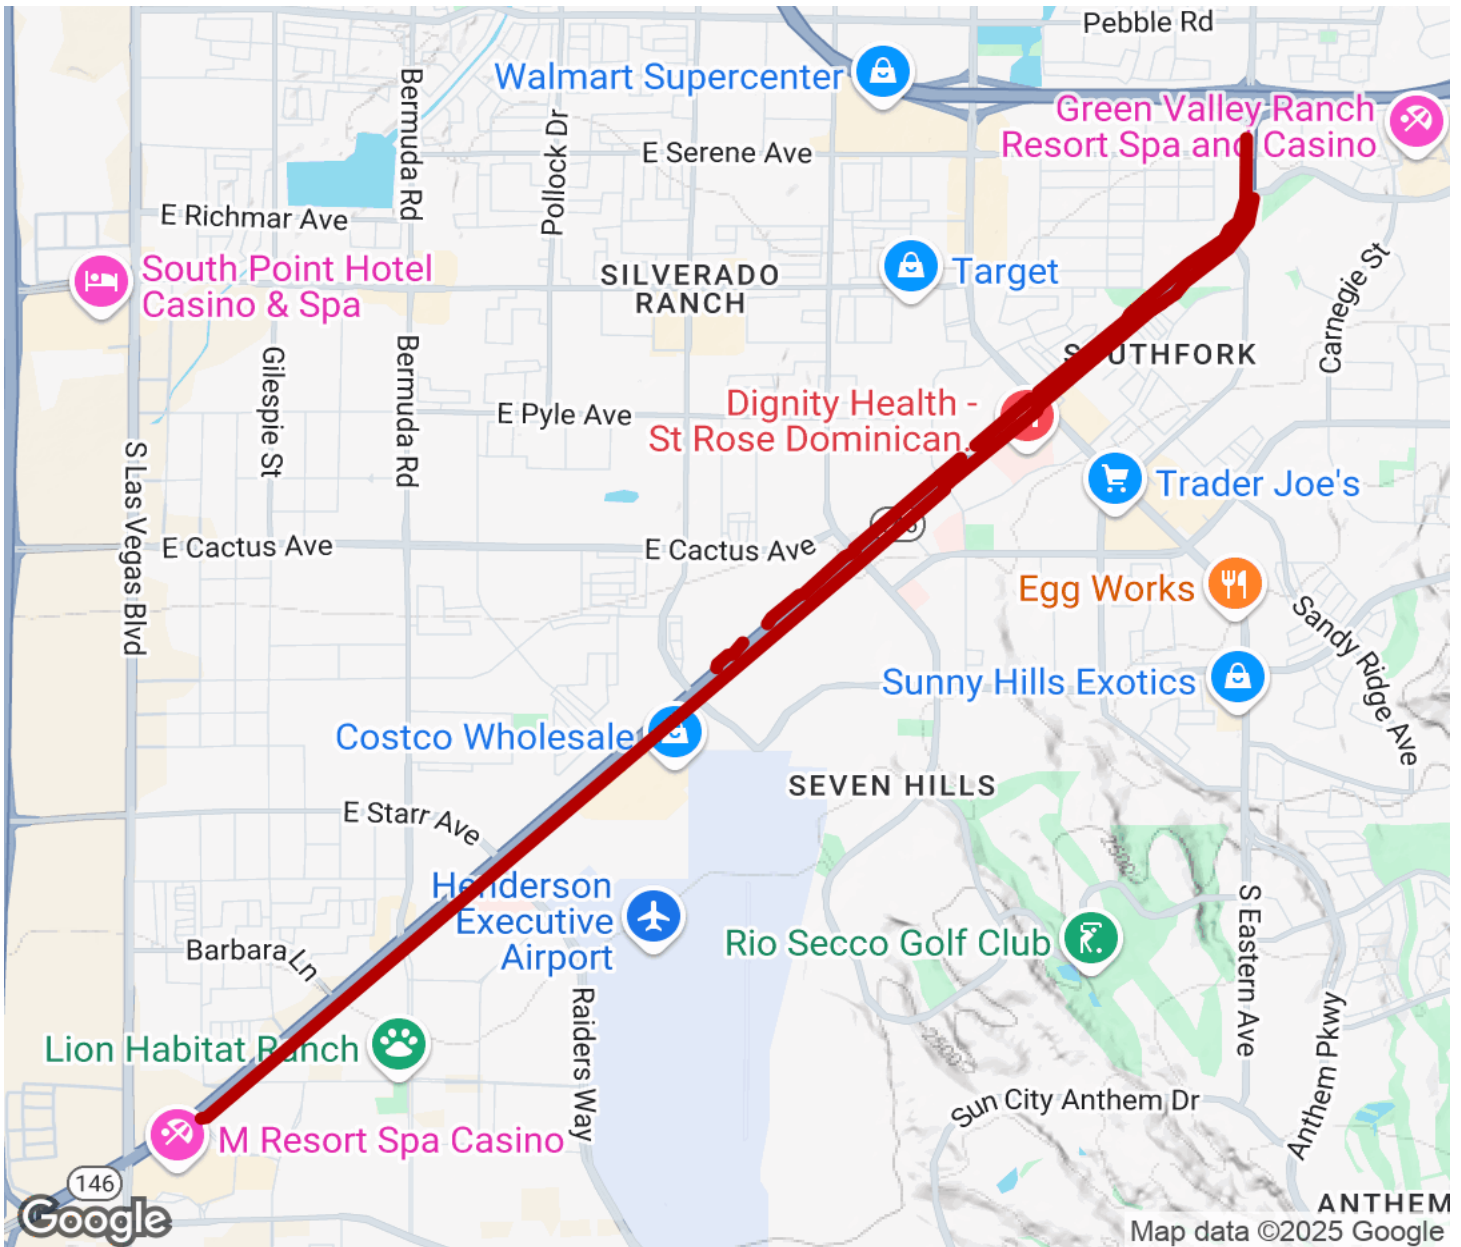 Pebble Rd
Walmart Supercenter
Bermuda Rd
Pollock Dr
Green Valley Ranch
Resort Spa and Casino
E Serene Ave
E Richmar Ave
South Point Hotel
Casino & Spa
SILVERADO
RANCH
Target
Carnegie St
Gilespie St
Bermuda Rd
SOUTHFORK
E Pyle Ave
Dignity Health -
St Rose Dominican...
S Las Vegas Blvd
Trader Joe's
E Cactus Ave
E Cactus Ave
Egg Works
Sandy Ridge Ave
Sunny Hills Exotics
Costco Wholesale
SEVEN HILLS
E Starr Ave
2500
Henderson
Executive
Airport
S Eastern Ave
Rio Secco Golf Club
Barbara Ln
Raiders Way
Anthem Pkwy
2500
Lion Habitat Ranch
Sun City Anthem Dr
M Resort Spa Casino
146
ANTHEM
Google
Map data ©2025 Google